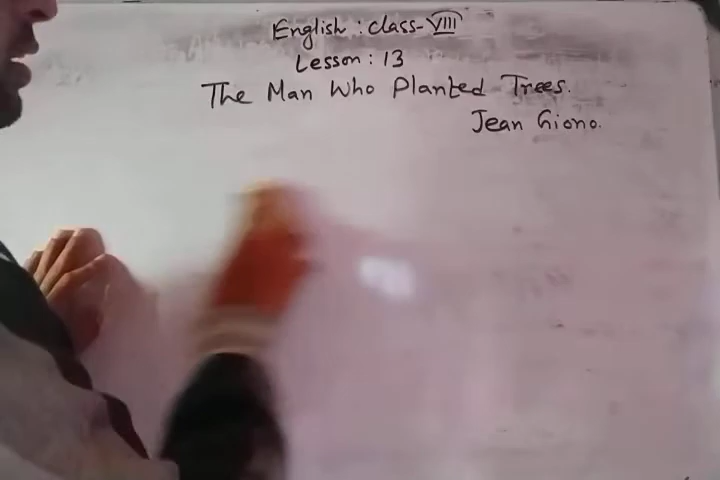 English : class-VIII
Lesson : 13
The Man Who Planted Trees.
Jean Giono.